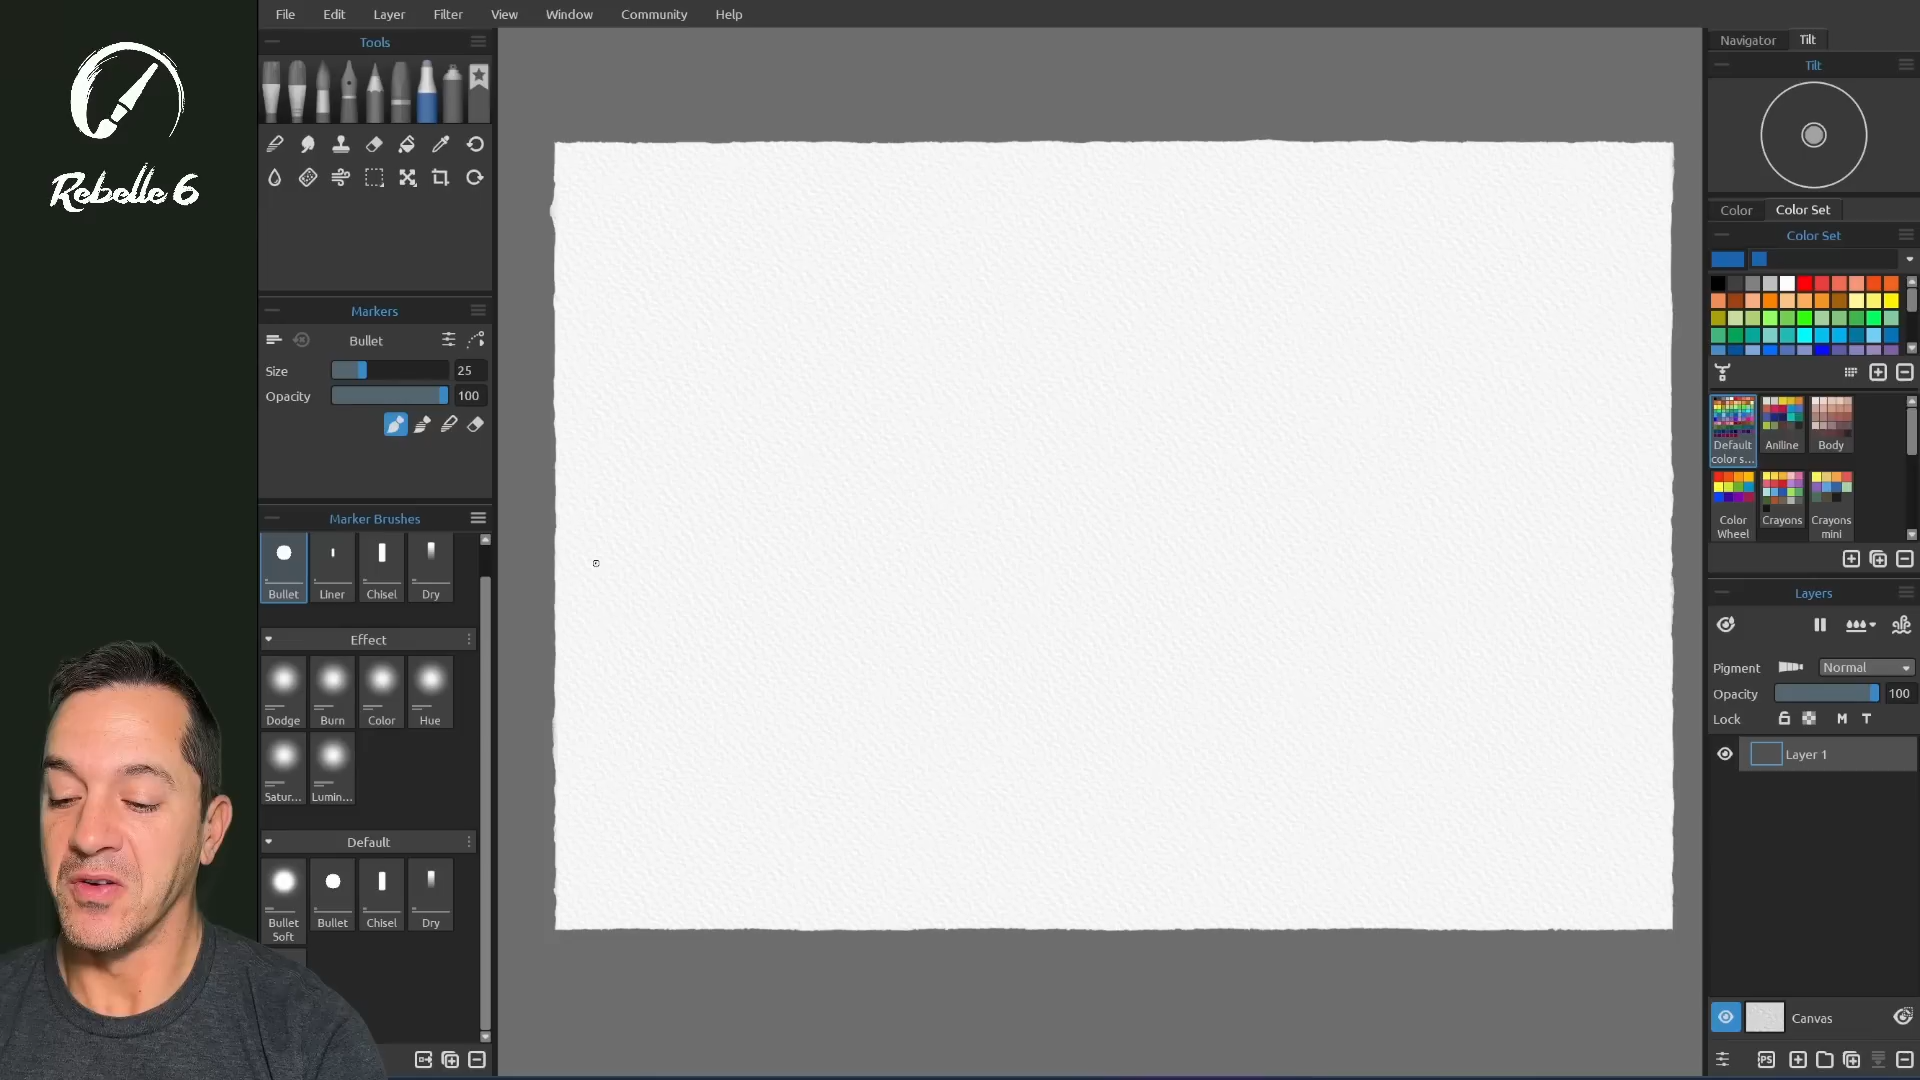 Rebelle 6
File Edit Layer Filter View Window Community Help
Tools
Markers
Bullet
Size 25
Opacity 100
Marker Brushes
Bullet Liner Chisel Dry
Effect
Dodge Burn Color Hue
Satur... Lumin...
Default
Bullet Soft Bullet Chisel Dry
Navigator Tilt
Tilt
Color Color Set
Color Set
Default color s... Aniline Body
Color Wheel Crayons Crayons mini
Layers
Pigment Normal
Opacity 100
Lock M T
Layer 1
Canvas
PS